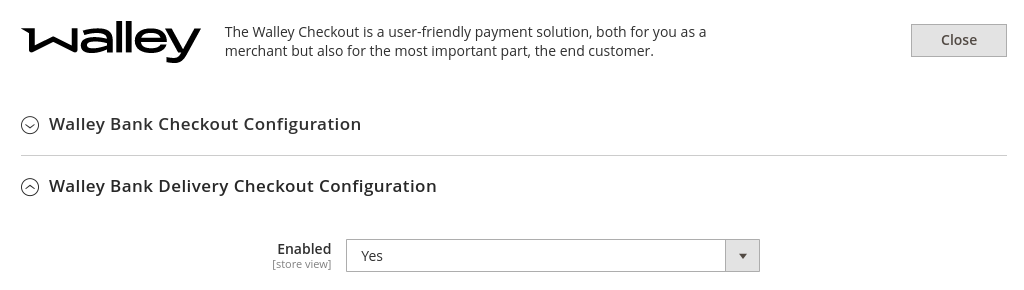 walley
The Walley Checkout is a user-friendly payment solution, both for you as a
merchant but also for the most important part, the end customer.
Close
Walley Bank Checkout Configuration
Walley Bank Delivery Checkout Configuration
Enabled
[store view]
Yes